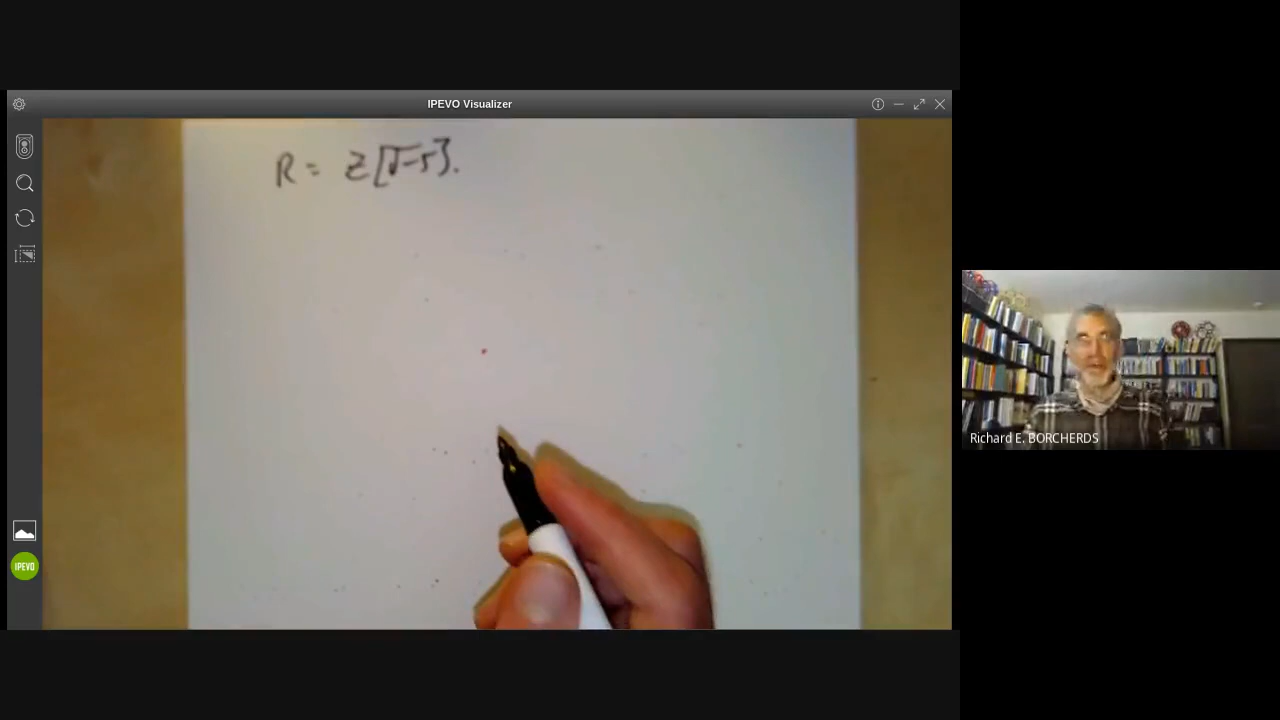 IPEVO Visualizer
R = Z[√-5].
IPEVO
Richard E. BORCHERDS